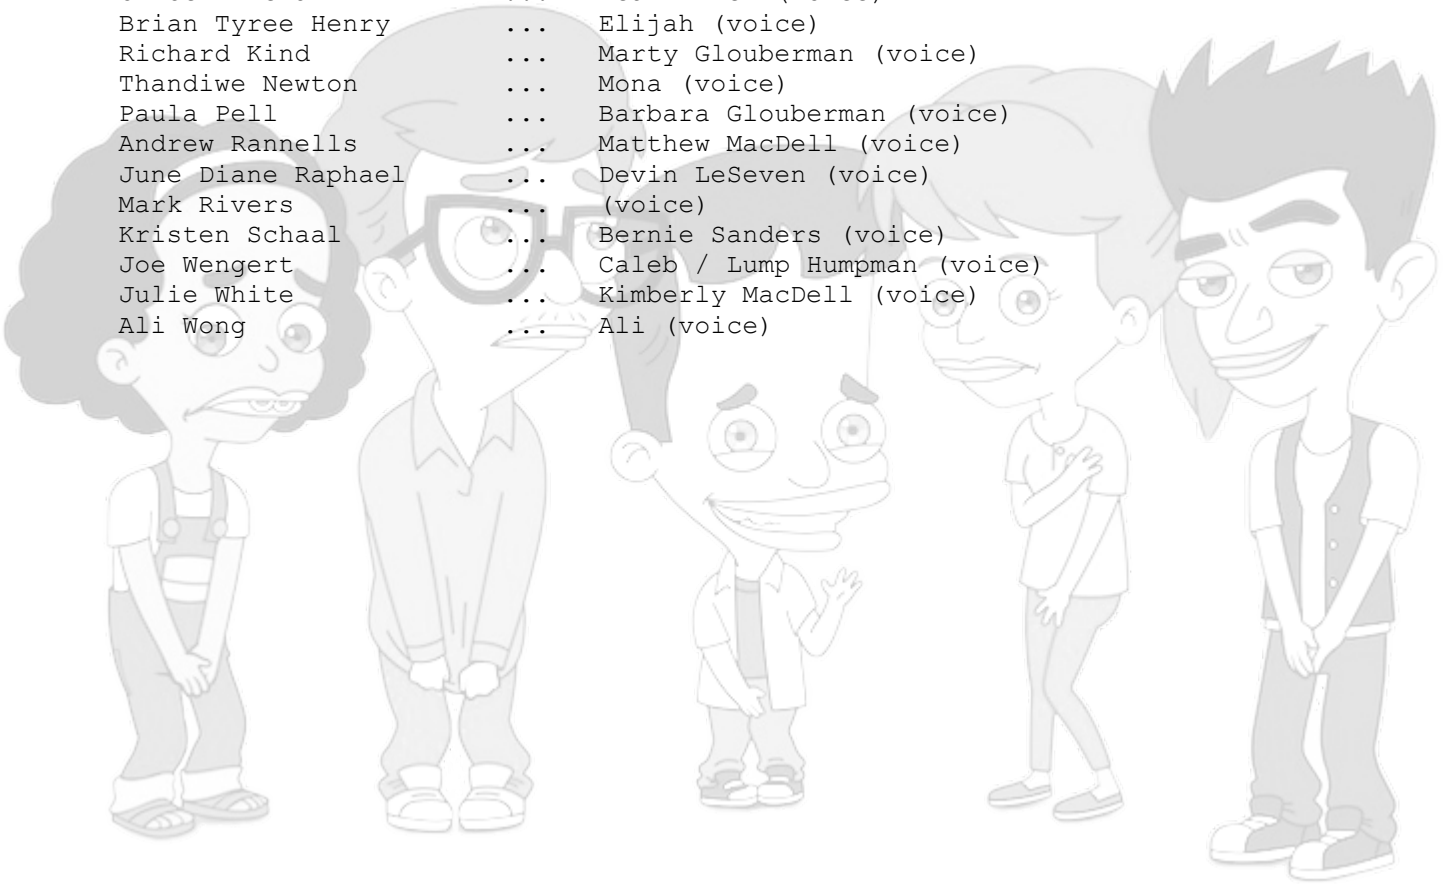 Brian Tyree Henry ... Elijah (voice)
Richard Kind ... Marty Glouberman (voice)
Thandiwe Newton ... Mona (voice)
Paula Pell ... Barbara Glouberman (voice)
Andrew Rannells ... Matthew MacDell (voice)
June Diane Raphael ... Devin LeSeven (voice)
Mark Rivers ... (voice)
Kristen Schaal ... Bernie Sanders (voice)
Joe Wengert ... Caleb / Lump Humpman (voice)
Julie White ... Kimberly MacDell (voice)
Ali Wong ... Ali (voice)